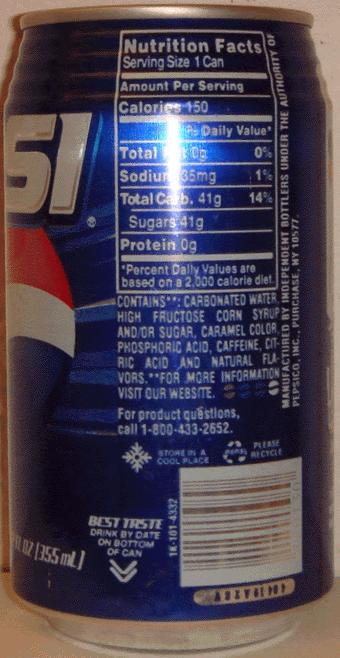 SI
Nutrition Facts
Serving Size 1 Can
Amount Per Serving
Calories 150
% Daily Value*
Total Fat 0g 0%
Sodium 35mg 1%
Total Carb. 41g 14%
Sugars 41g
Protein 0g
*Percent Daily Values are
based on a 2,000 calorie diet.
CONTAINS**: CARBONATED WATER,
HIGH FRUCTOSE CORN SYRUP
AND/OR SUGAR, CARAMEL COLOR,
PHOSPHORIC ACID, CAFFEINE, CIT-
RIC ACID AND NATURAL FLA-
VORS. **FOR MORE INFORMATION
VISIT OUR WEBSITE.
For product questions,
call 1-800-433-2652.
MANUFACTURED BY INDEPENDENT BOTTLERS UNDER THE AUTHORITY OF
PEPSICO, INC., PURCHASE, NY 10577.
STORE IN A
COOL PLACE
PLEASE
RECYCLE
1K-101-4332
BEST TASTE
DRINK BY DATE
ON BOTTOM
OF CAN
OZ (355 mL)